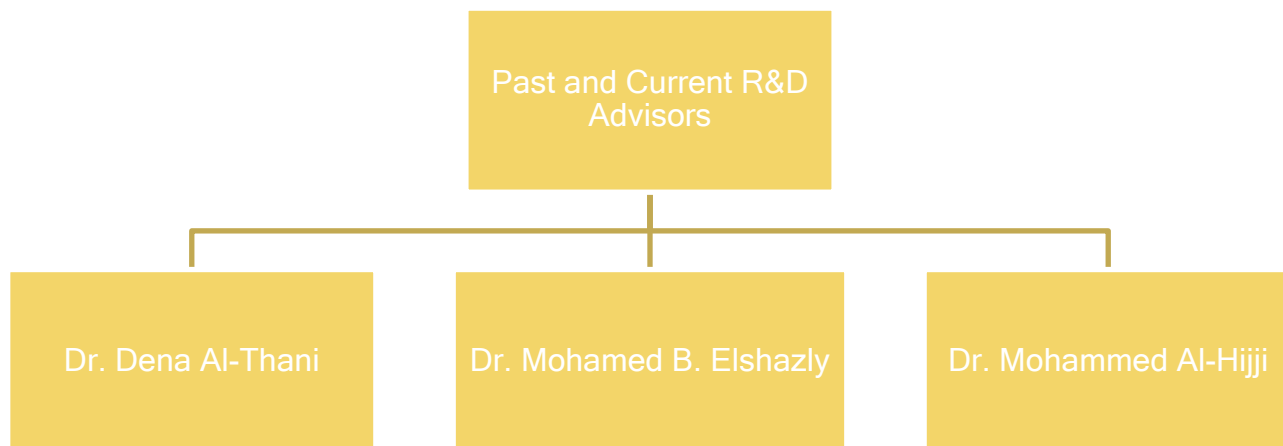 Past and Current R&D
Advisors
Dr. Dena Al-Thani
Dr. Mohamed B. Elshazly
Dr. Mohammed Al-Hijji